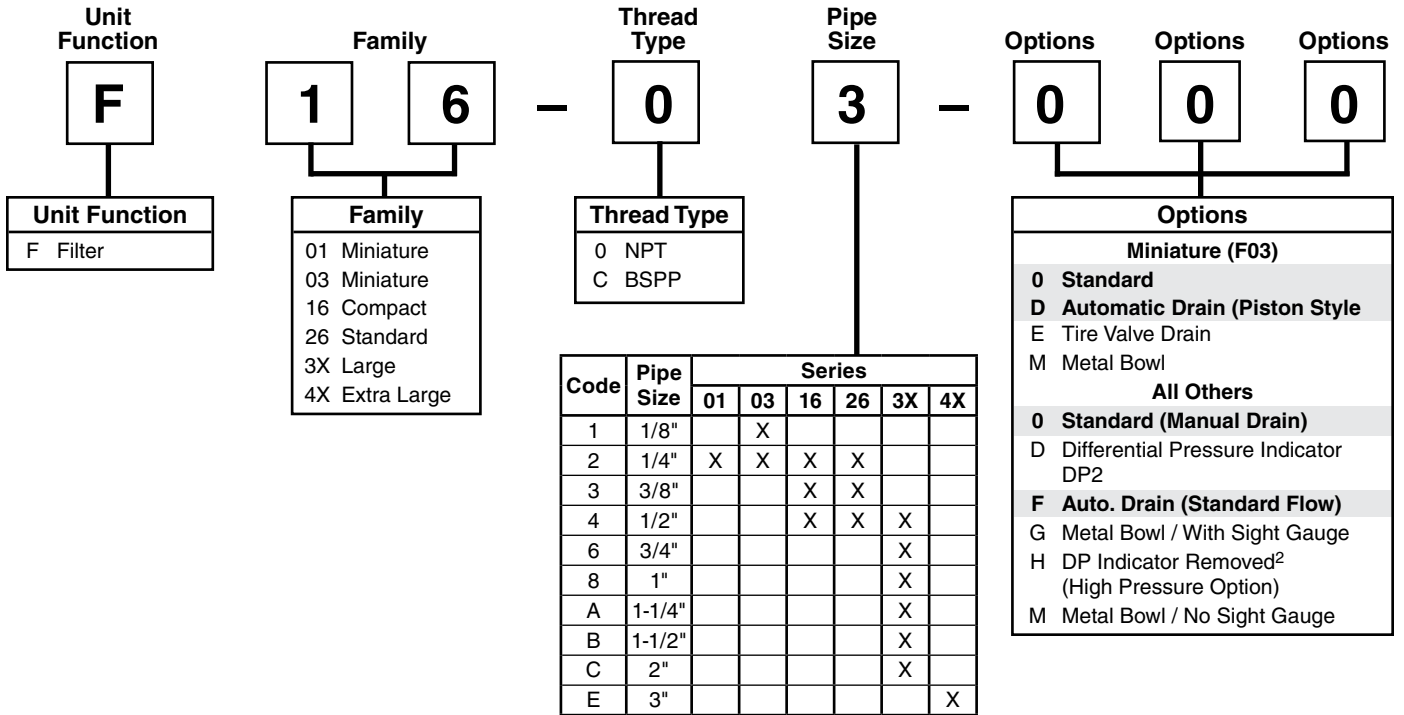 Unit Function
Family
Thread Type
Pipe Size
Options
Options
Options
F
1
6
–
0
3
–
0
0
0
Unit Function
F Filter
Family
01 Miniature
03 Miniature
16 Compact
26 Standard
3X Large
4X Extra Large
Thread Type
0 NPT
C BSPP
Code Pipe Size Series
01 03 16 26 3X 4X
1 1/8" X
2 1/4" X X X X
3 3/8" X X
4 1/2" X X X
6 3/4" X
8 1" X
A 1-1/4" X
B 1-1/2" X
C 2" X
E 3" X
Options
Miniature (F03)
0 Standard
D Automatic Drain (Piston Style
E Tire Valve Drain
M Metal Bowl
All Others
0 Standard (Manual Drain)
D Differential Pressure Indicator
DP2
F Auto. Drain (Standard Flow)
G Metal Bowl / With Sight Gauge
H DP Indicator Removed2
(High Pressure Option)
M Metal Bowl / No Sight Gauge